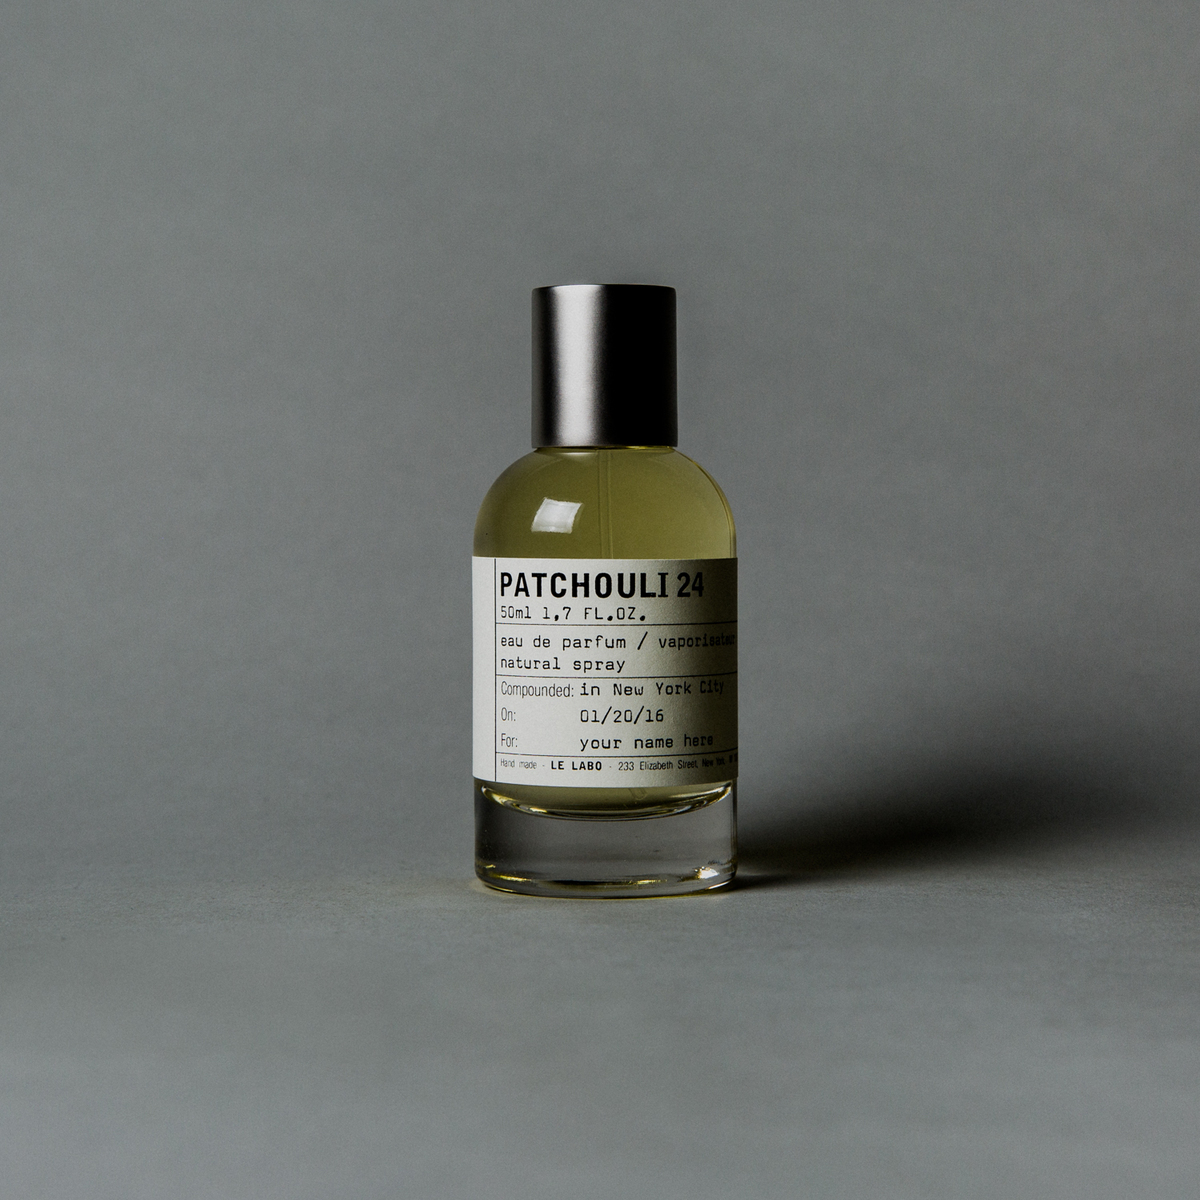 PATCHOULI 24
50ml 1,7 FL.OZ.
eau de parfum / vaporisateur
natural spray
Compounded: in New York City
On: 01/20/16
For: your name here
Hand made - LE LABO - 233 Elizabeth Street, New York,